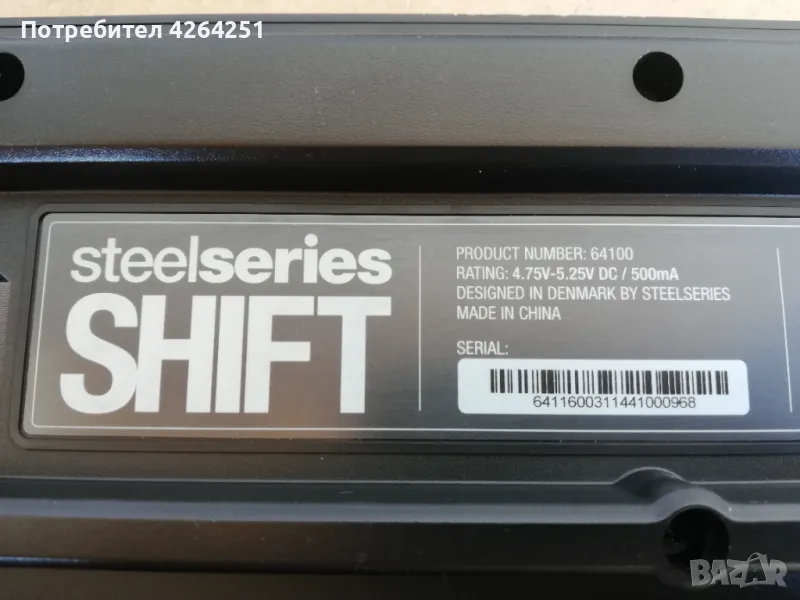 Потребител 4264251
steelseries
SHIFT
PRODUCT NUMBER: 64100
RATING: 4.75V-5.25V DC / 500mA
DESIGNED IN DENMARK BY STEELSERIES
MADE IN CHINA
SERIAL:
6411600311441000968
BAZAR